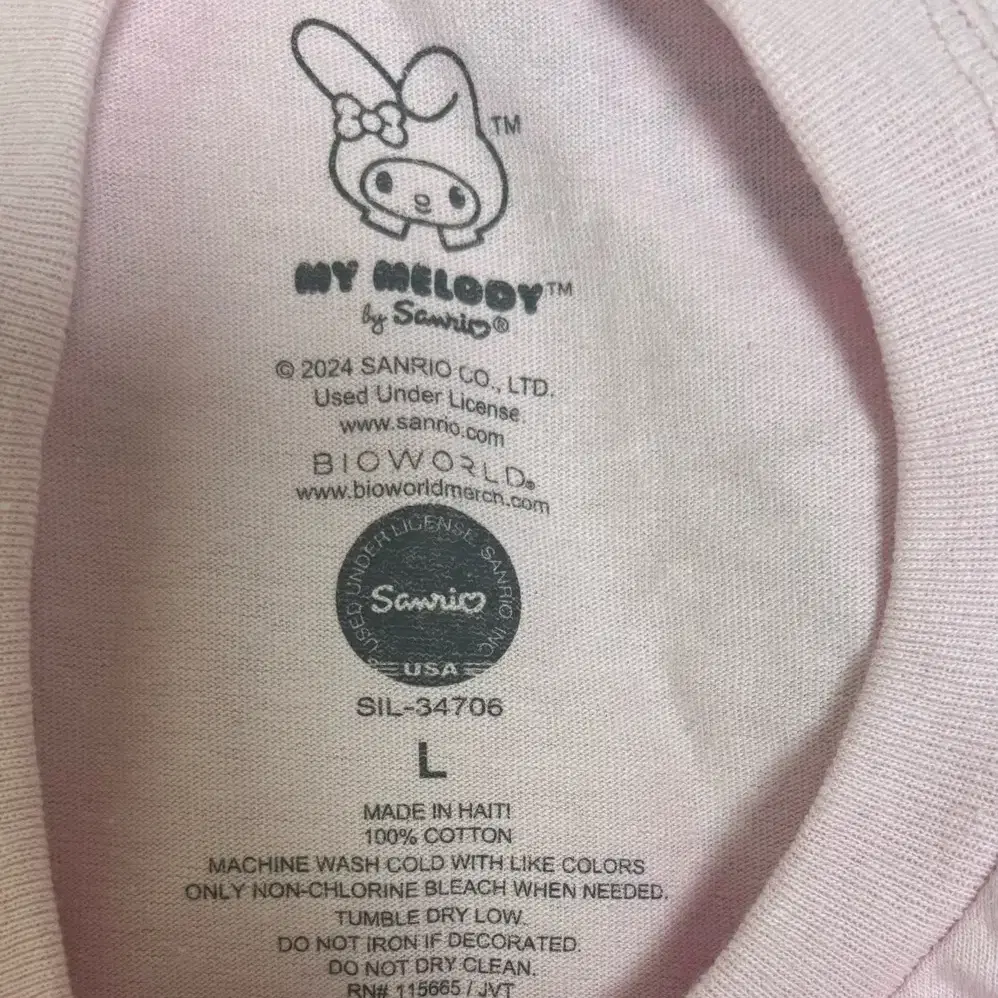 TM
MY MELODY™
by Sanrio®
© 2024 SANRIO CO., LTD.
Used Under License.
www.sanrio.com
BIOWORLD®
www.bioworldmerch.com
USED UNDER LICENSE, SANRIO, INC.
Sanrio
USA
SIL-34706
L
MADE IN HAITI
100% COTTON
MACHINE WASH COLD WITH LIKE COLORS
ONLY NON-CHLORINE BLEACH WHEN NEEDED.
TUMBLE DRY LOW.
DO NOT IRON IF DECORATED.
DO NOT DRY CLEAN.
RN# 115665 / JVT